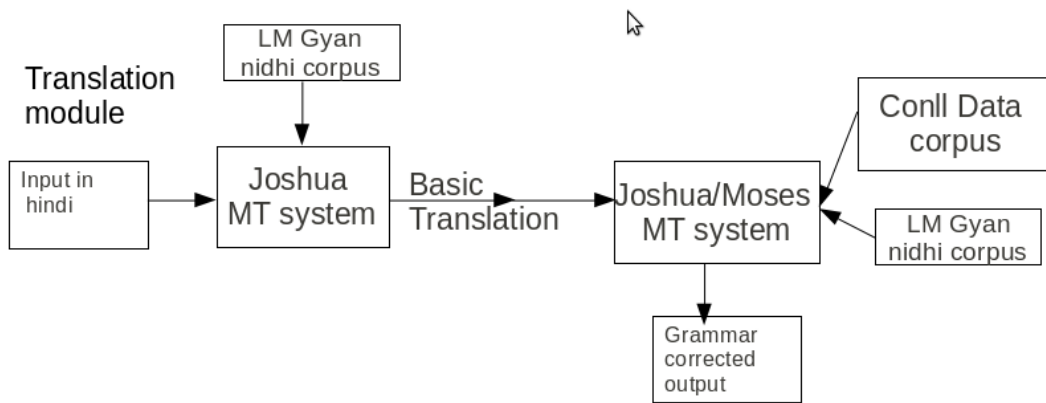 LM Gyan
nidhi corpus
Translation
module
Input in
hindi
Joshua
MT system
Basic
Translation
Joshua/Moses
MT system
Conll Data
corpus
LM Gyan
nidhi corpus
Grammar
corrected
output